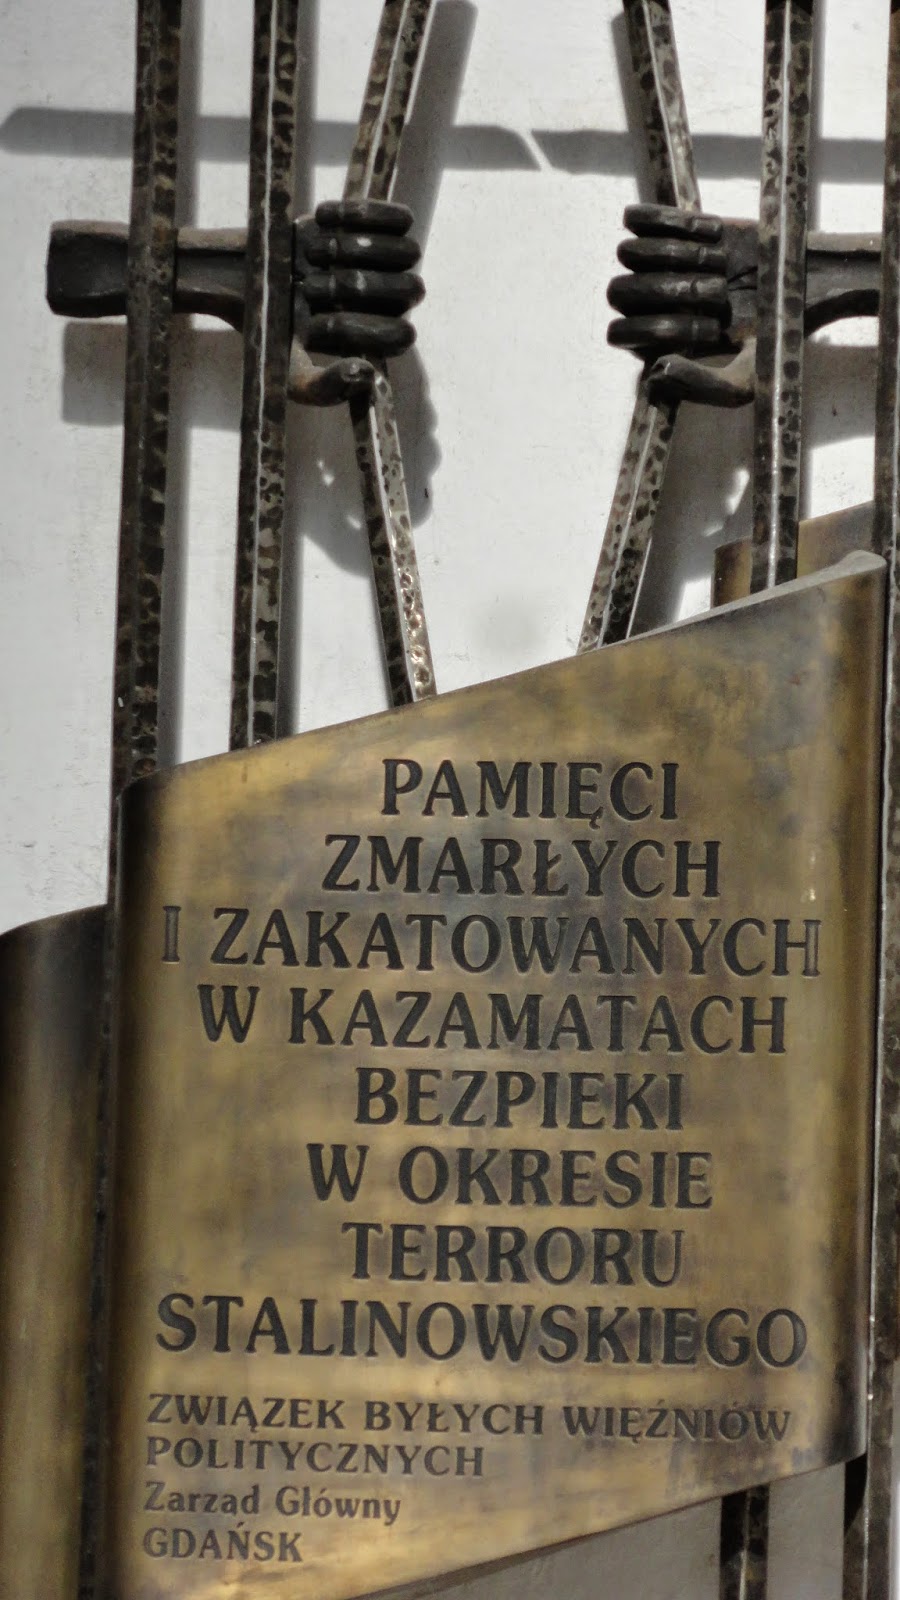 PAMIĘCI
ZMARŁYCH
I ZAKATOWANYCH
W KAZAMATACH
BEZPIEKI
W OKRESIE
TERRORU
STALINOWSKIEGO
ZWIĄZEK BYŁYCH WIĘŹNIÓW
POLITYCZNYCH
Zarząd Główny
GDAŃSK